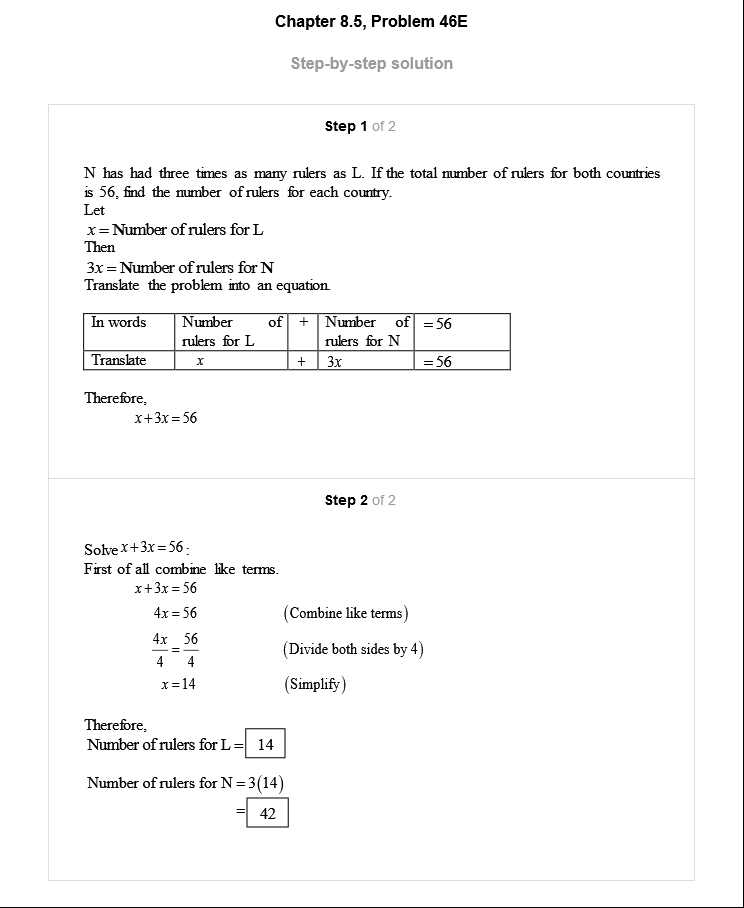 Chapter 8.5, Problem 46E
Step-by-step solution
Step 1 of 2
N has had three times as many rulers as L. If the total number of rulers for both countries
is 56, find the number of rulers for each country.
Let
x = Number of rulers for L
Then
3x = Number of rulers for N
Translate the problem into an equation.
In words Number of + Number of = 56
rulers for L rulers for N
Translate x + 3x = 56
Therefore,
x + 3x = 56
Step 2 of 2
Solve x + 3x = 56 :
First of all combine like terms.
x + 3x = 56
4x = 56 (Combine like terms)
4x/4 = 56/4 (Divide both sides by 4)
x = 14 (Simplify)
Therefore,
Number of rulers for L = 14
Number of rulers for N = 3(14)
= 42